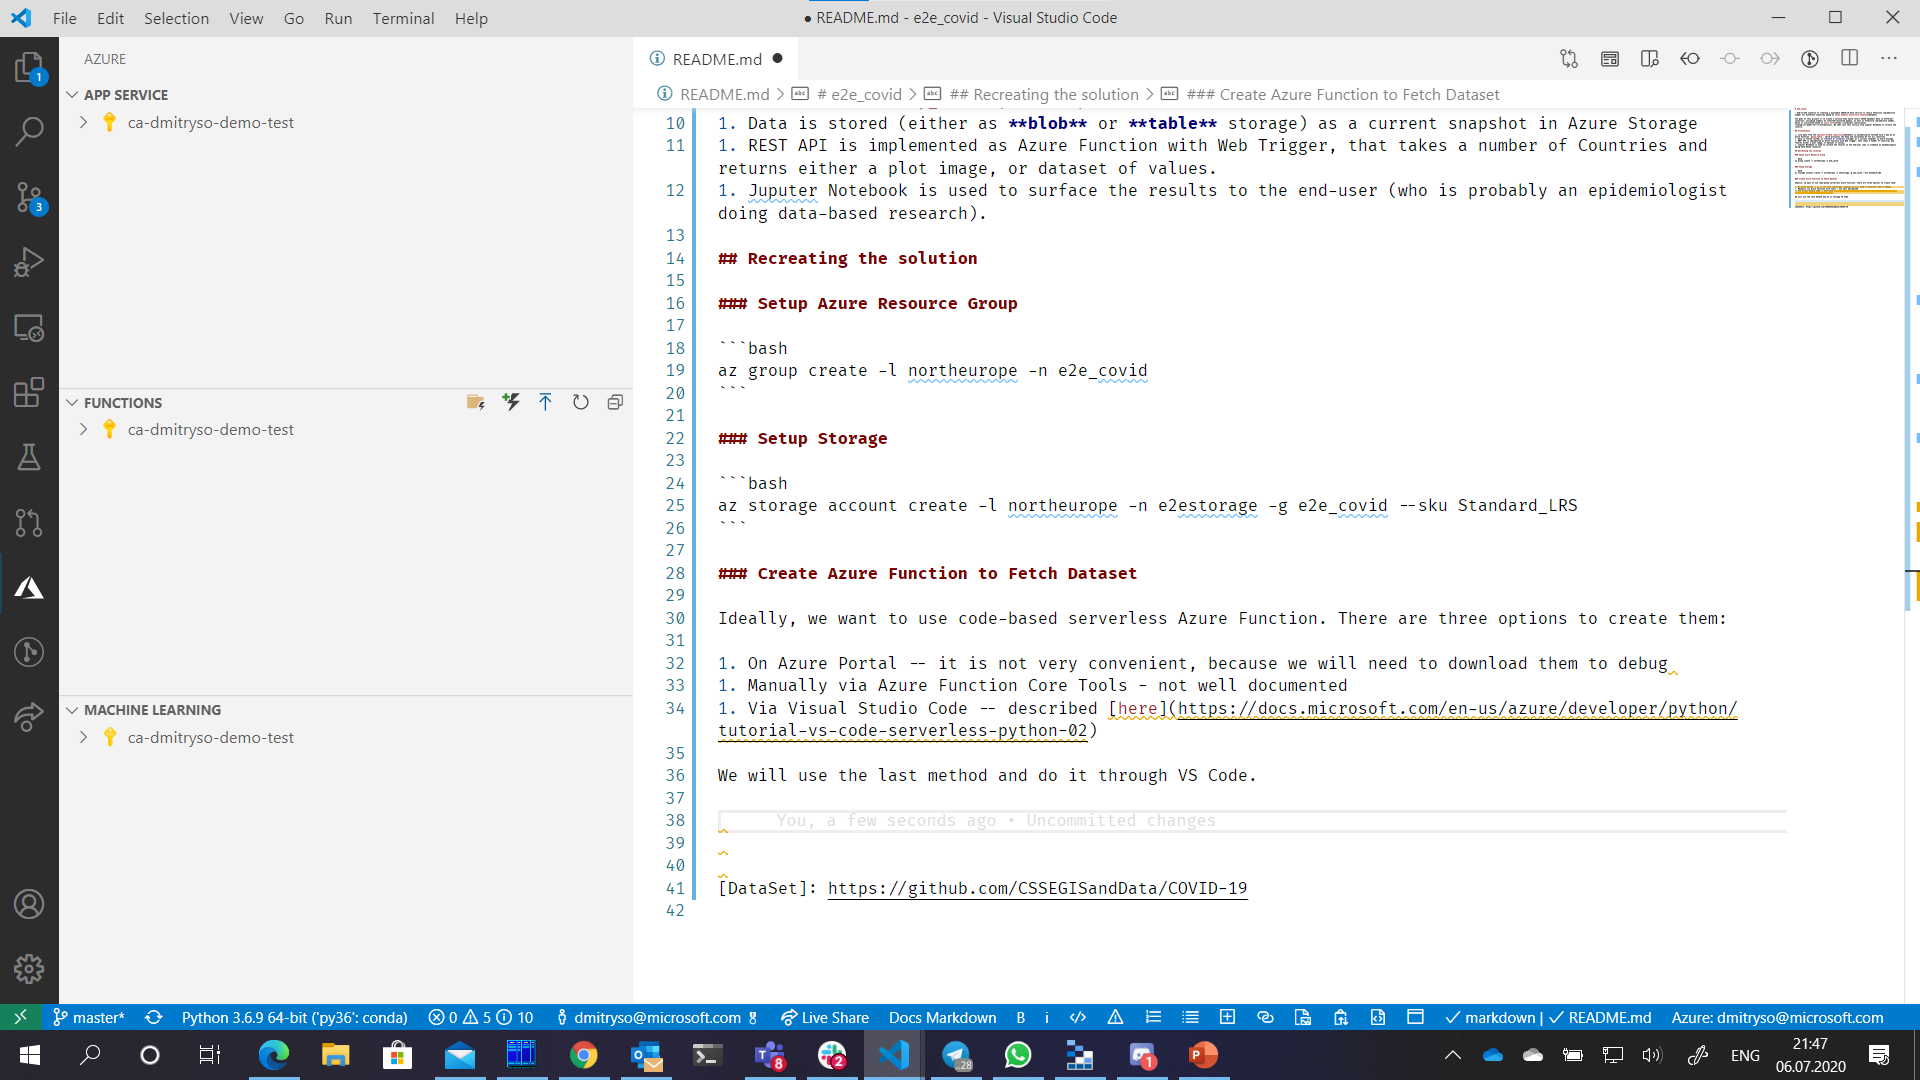 File Edit Selection View Go Run Terminal Help
● README.md - e2e_covid - Visual Studio Code
AZURE
APP SERVICE
ca-dmitryso-demo-test
FUNCTIONS
ca-dmitryso-demo-test
MACHINE LEARNING
ca-dmitryso-demo-test
1
3
README.md ●
README.md > # e2e_covid > ## Recreating the solution > ### Create Azure Function to Fetch Dataset
10 1. Data is stored (either as **blob** or **table** storage) as a current snapshot in Azure Storage
11 1. REST API is implemented as Azure Function with Web Trigger, that takes a number of Countries and
returns either a plot image, or dataset of values.
12 1. Juputer Notebook is used to surface the results to the end-user (who is probably an epidemiologist
doing data-based research).
13
14 ## Recreating the solution
15
16 ### Setup Azure Resource Group
17
18 ```bash
19 az group create -l northeurope -n e2e_covid
20 ```
21
22 ### Setup Storage
23
24 ```bash
25 az storage account create -l northeurope -n e2estorage -g e2e_covid --sku Standard_LRS
26 ```
27
28 ### Create Azure Function to Fetch Dataset
29
30 Ideally, we want to use code-based serverless Azure Function. There are three options to create them:
31
32 1. On Azure Portal -- it is not very convenient, because we will need to download them to debug
33 1. Manually via Azure Function Core Tools - not well documented
34 1. Via Visual Studio Code -- described [here](https://docs.microsoft.com/en-us/azure/developer/python/
tutorial-vs-code-serverless-python-02)
35
36 We will use the last method and do it through VS Code.
37
38 You, a few seconds ago • Uncommitted changes
39
40
41 [DataSet]: https://github.com/CSSEGISandData/COVID-19
42
master* Python 3.6.9 64-bit ('py36': conda) 0 5 10 dmitryso@microsoft.com 8 Live Share Docs Markdown B i markdown | README.md Azure: dmitryso@microsoft.com
8 2 .28 1
ENG 21:47
06.07.2020